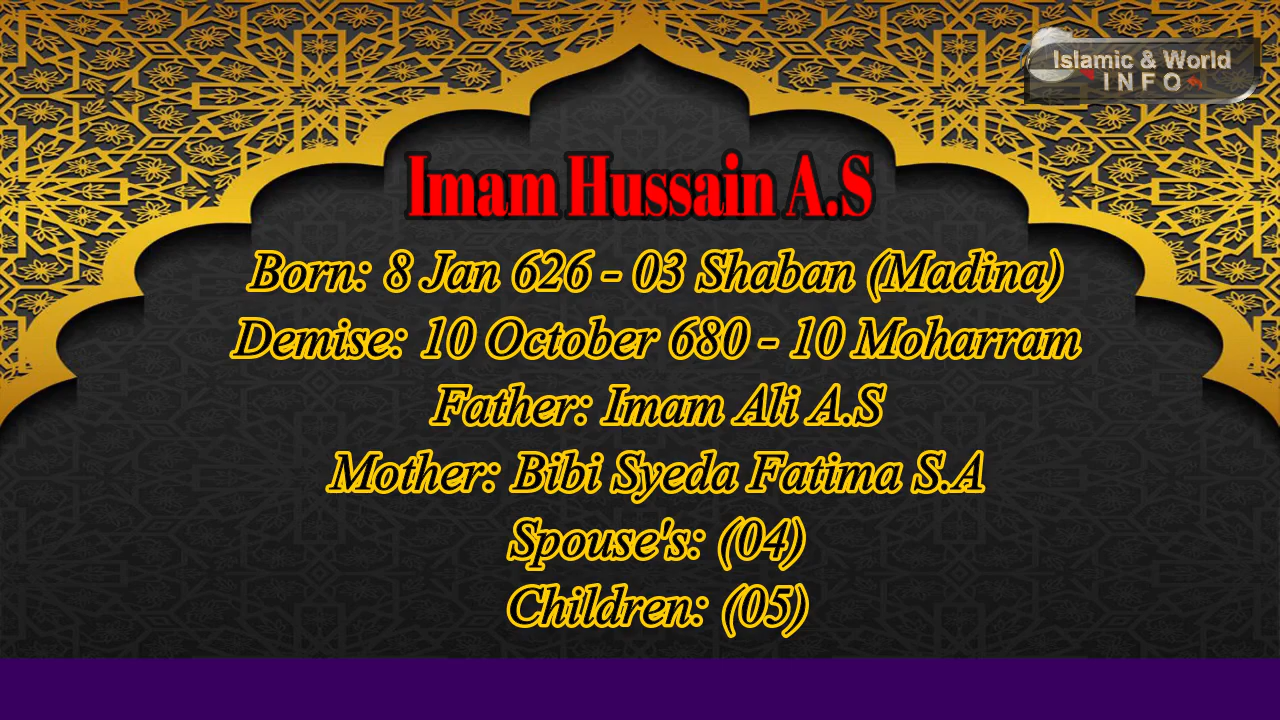 Islamic & World
INFO
Imam Hussain A.S
Born: 8 Jan 626 - 03 Shaban (Madina)
Demise: 10 October 680 - 10 Moharram
Father: Imam Ali A.S
Mother: Bibi Syeda Fatima S.A
Spouse's: (04)
Children: (05)